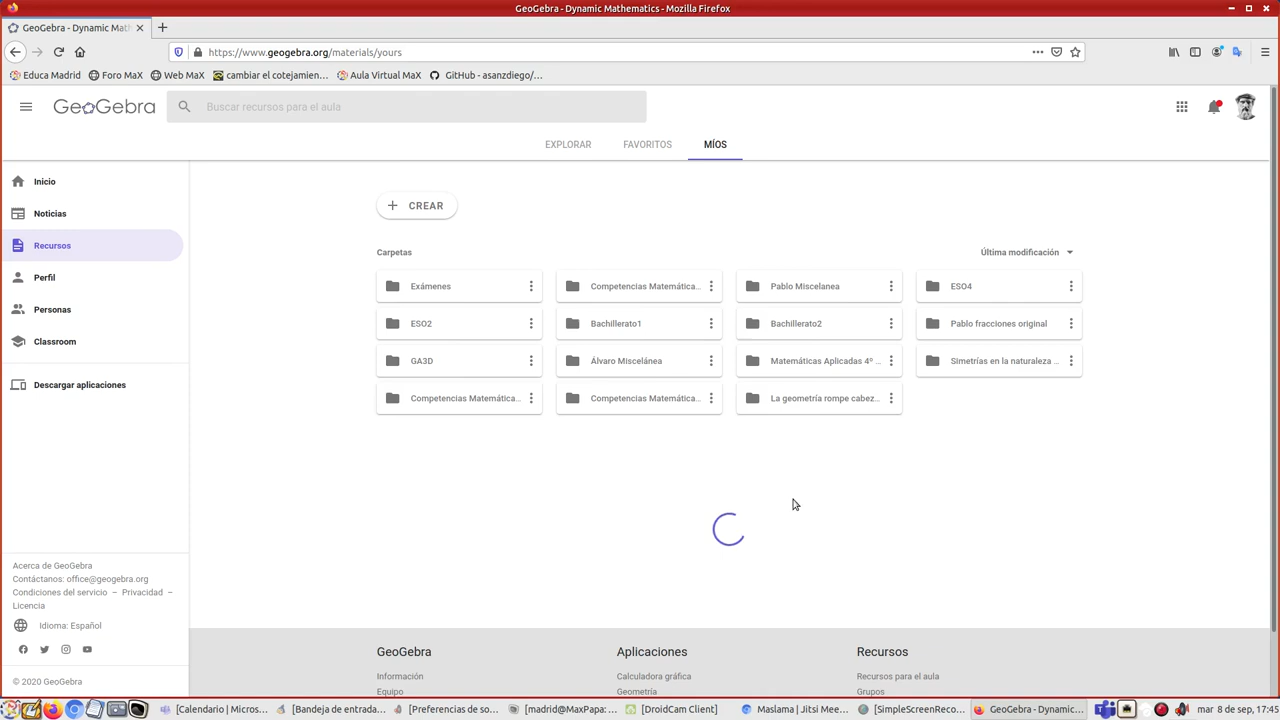 GeoGebra - Dynamic Mathematics - Mozilla Firefox
GeoGebra - Dynamic Math
https://www.geogebra.org/materials/yours
Educa Madrid Foro MaX Web MaX cambiar el cotejamien... Aula Virtual MaX GitHub - asanzdiego/...
GeoGebra Buscar recursos para el aula
EXPLORAR FAVORITOS MÍOS
Inicio
Noticias
Recursos
Perfil
Personas
Classroom
Descargar aplicaciones
+ CREAR
Carpetas Última modificación
Exámenes Competencias Matemática... Pablo Miscelanea ESO4
ESO2 Bachillerato1 Bachillerato2 Pablo fracciones original
GA3D Álvaro Miscelánea Matemáticas Aplicadas 4º ... Simetrías en la naturaleza ...
Competencias Matemática... Competencias Matemática... La geometría rompe cabez...
Acerca de GeoGebra
Contáctanos: office@geogebra.org
Condiciones del servicio – Privacidad –
Licencia
Idioma: Español
© 2020 GeoGebra
GeoGebra Aplicaciones Recursos
Información Calculadora gráfica Recursos para el aula
Equipo Geometría Grupos
[Calendario | Micros... [Bandeja de entrada... [Preferencias de so... [madrid@MaxPapa: ... [DroidCam Client] Maslama | Jitsi Mee... [SimpleScreenReco... GeoGebra - Dynamic... mar 8 de sep, 17:45